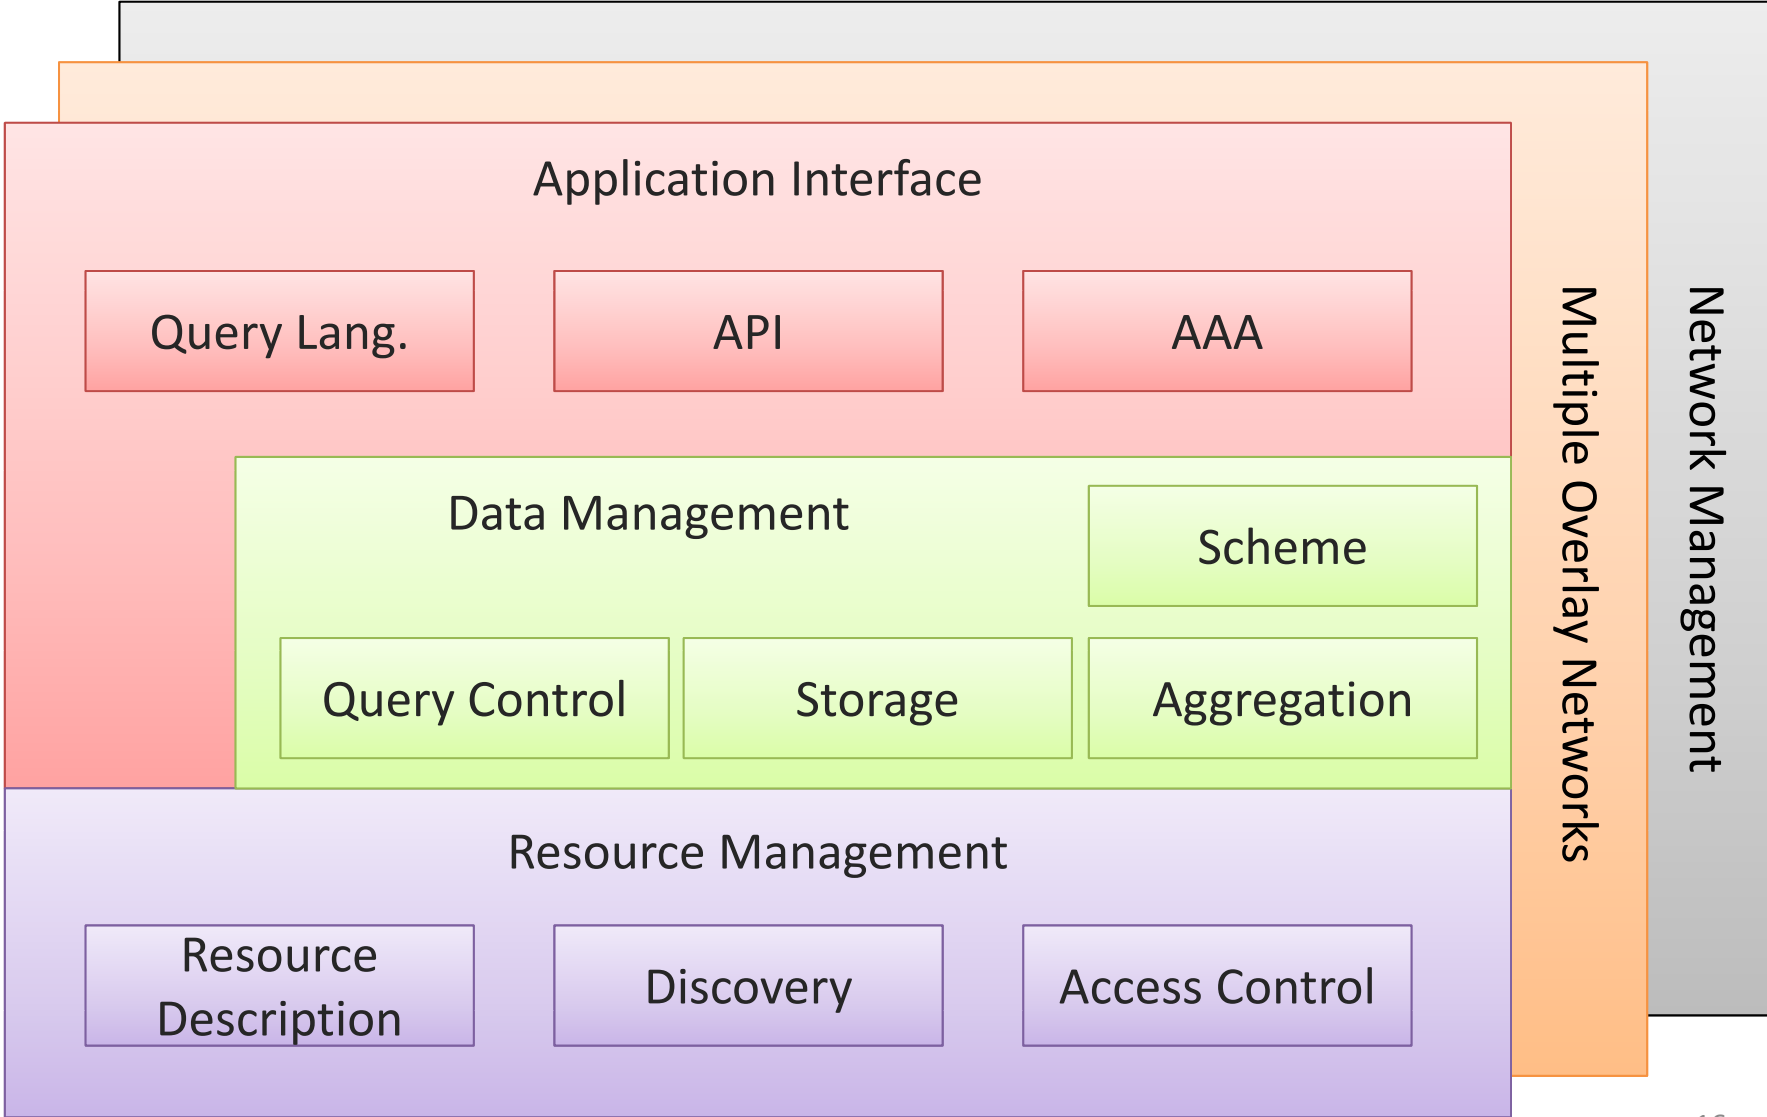 Application Interface
Query Lang.
API
AAA
Data Management
Scheme
Query Control
Storage
Aggregation
Resource Management
Resource
Description
Discovery
Access Control
Multiple Overlay Networks
Network Management